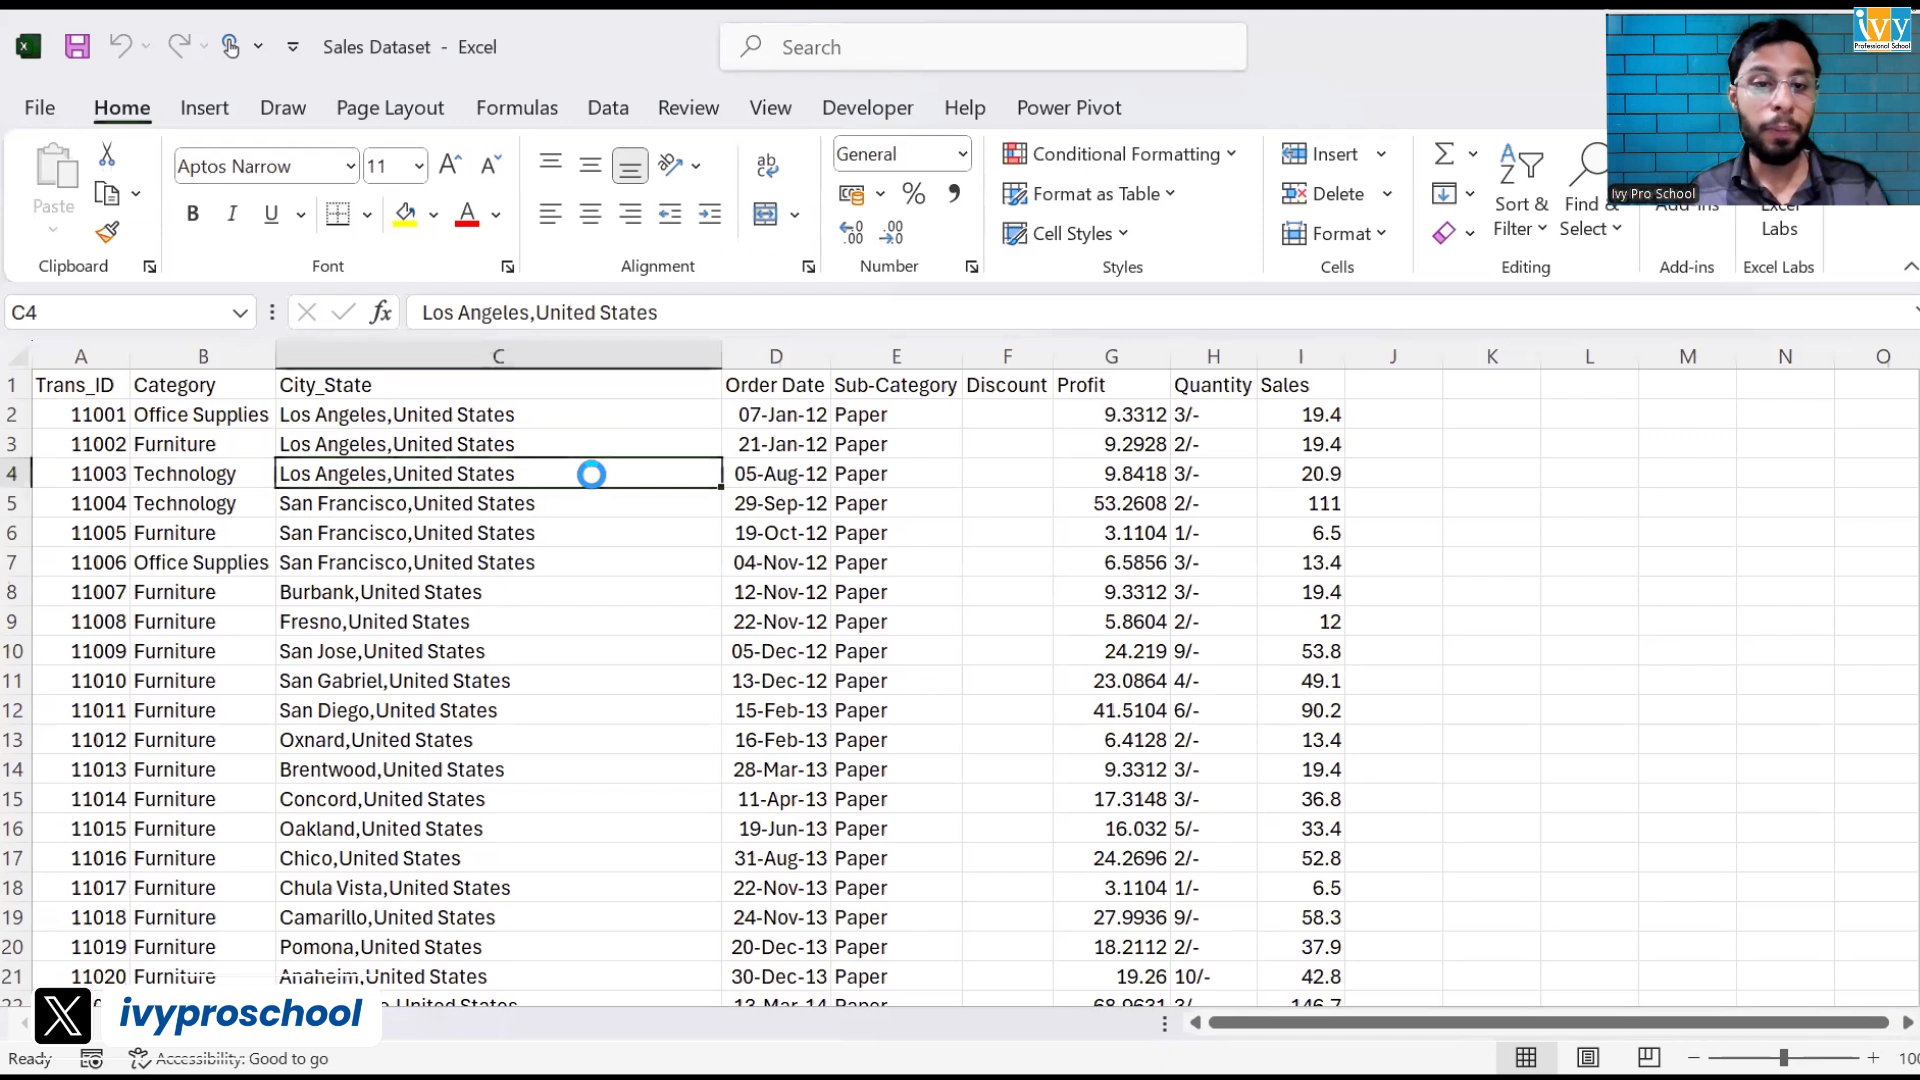 Sales Dataset - Excel
Search
ivy
Professional School
File Home Insert Draw Page Layout Formulas Data Review View Developer Help Power Pivot
Paste
Aptos Narrow 11
General
Conditional Formatting
Format as Table
Cell Styles
Insert
Delete
Format
Sort & Filter
Find & Select
Add-ins
Excel Labs
Ivy Pro School
Clipboard Font Alignment Number Styles Cells Editing Add-ins Excel Labs
C4 fx Los Angeles,United States
A B C D E F G H I J K L M N O
1 Trans_ID Category City_State Order Date Sub-Category Discount Profit Quantity Sales
2 11001 Office Supplies Los Angeles,United States 07-Jan-12 Paper 9.3312 3/- 19.4
3 11002 Furniture Los Angeles,United States 21-Jan-12 Paper 9.2928 2/- 19.4
4 11003 Technology Los Angeles,United States 05-Aug-12 Paper 9.8418 3/- 20.9
5 11004 Technology San Francisco,United States 29-Sep-12 Paper 53.2608 2/- 111
6 11005 Furniture San Francisco,United States 19-Oct-12 Paper 3.1104 1/- 6.5
7 11006 Office Supplies San Francisco,United States 04-Nov-12 Paper 6.5856 3/- 13.4
8 11007 Furniture Burbank,United States 12-Nov-12 Paper 9.3312 3/- 19.4
9 11008 Furniture Fresno,United States 22-Nov-12 Paper 5.8604 2/- 12
10 11009 Furniture San Jose,United States 05-Dec-12 Paper 24.219 9/- 53.8
11 11010 Furniture San Gabriel,United States 13-Dec-12 Paper 23.0864 4/- 49.1
12 11011 Furniture San Diego,United States 15-Feb-13 Paper 41.5104 6/- 90.2
13 11012 Furniture Oxnard,United States 16-Feb-13 Paper 6.4128 2/- 13.4
14 11013 Furniture Brentwood,United States 28-Mar-13 Paper 9.3312 3/- 19.4
15 11014 Furniture Concord,United States 11-Apr-13 Paper 17.3148 3/- 36.8
16 11015 Furniture Oakland,United States 19-Jun-13 Paper 16.032 5/- 33.4
17 11016 Furniture Chico,United States 31-Aug-13 Paper 24.2696 2/- 52.8
18 11017 Furniture Chula Vista,United States 22-Nov-13 Paper 3.1104 1/- 6.5
19 11018 Furniture Camarillo,United States 24-Nov-13 Paper 27.9936 9/- 58.3
20 11019 Furniture Pomona,United States 20-Dec-13 Paper 18.2112 2/- 37.9
21 11020 Furniture Anaheim,United States 30-Dec-13 Paper 19.26 10/- 42.8
22 United States 13-Mar-14 Paper 68.9631 3/- 146.7
X ivyproschool
Ready Accessibility: Good to go 100